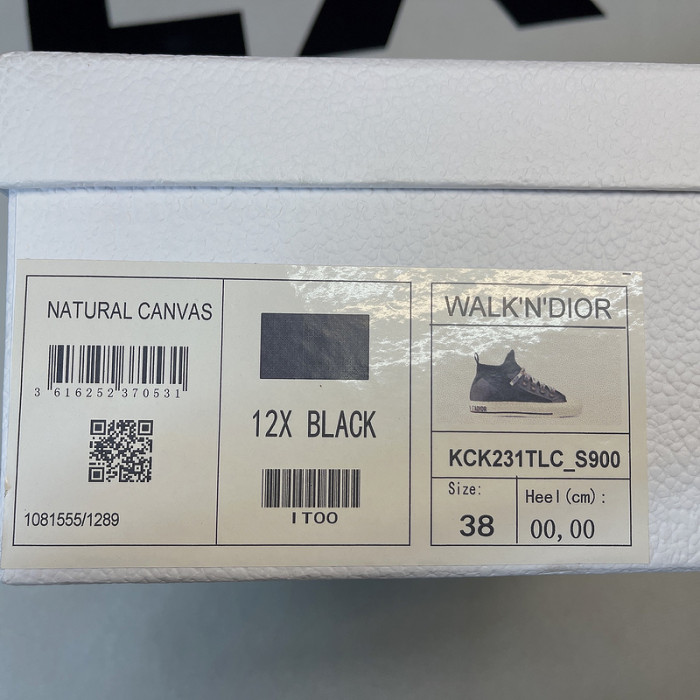 NATURAL CANVAS
3 616252 370531
1081555/1289
12X BLACK
ITOO
WALK'N'DIOR
KCK231TLC_S900
Size:
38
Heel(cm):
00,00